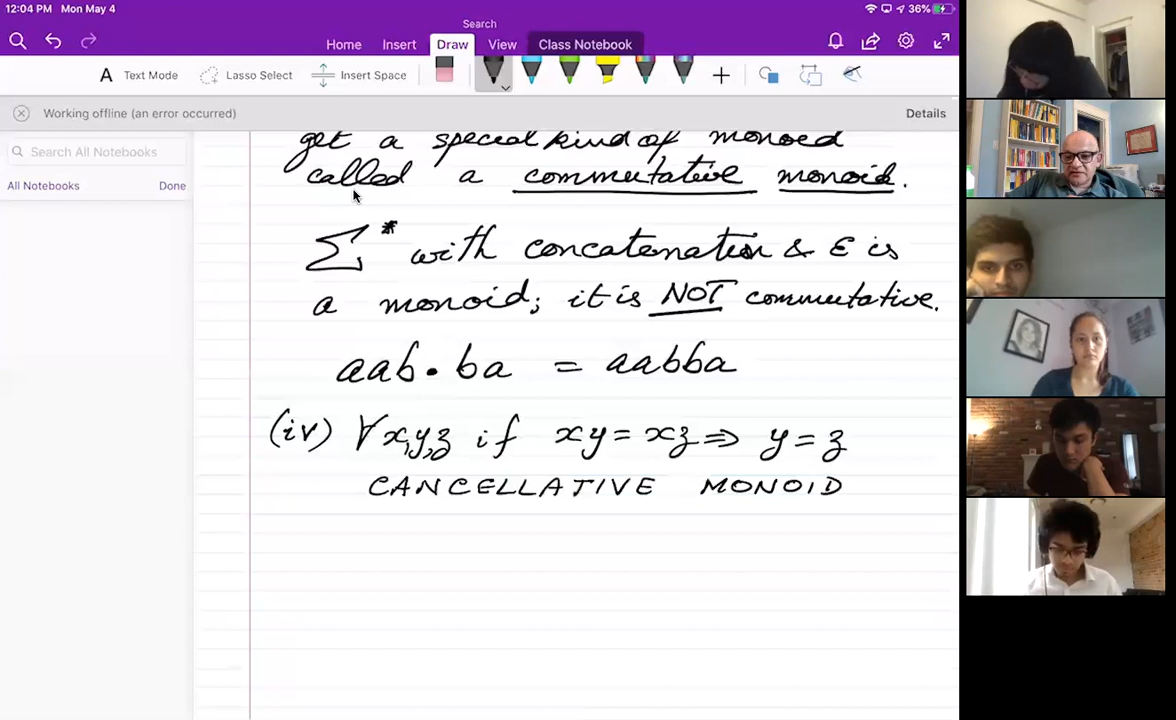 12:04 PM Mon May 4
36%
Search
Home Insert Draw View Class Notebook
Text Mode Lasso Select Insert Space
Working offline (an error occurred) Details
Search All Notebooks
All Notebooks Done
get a special kind of monoid
called a commutative monoid.
Σ* with concatenation & ε is
a monoid; it is NOT commutative.
aab · ba = aabba
(iv) ∀x,y,z if xy = xz ⇒ y = z
CANCELLATIVE MONOID